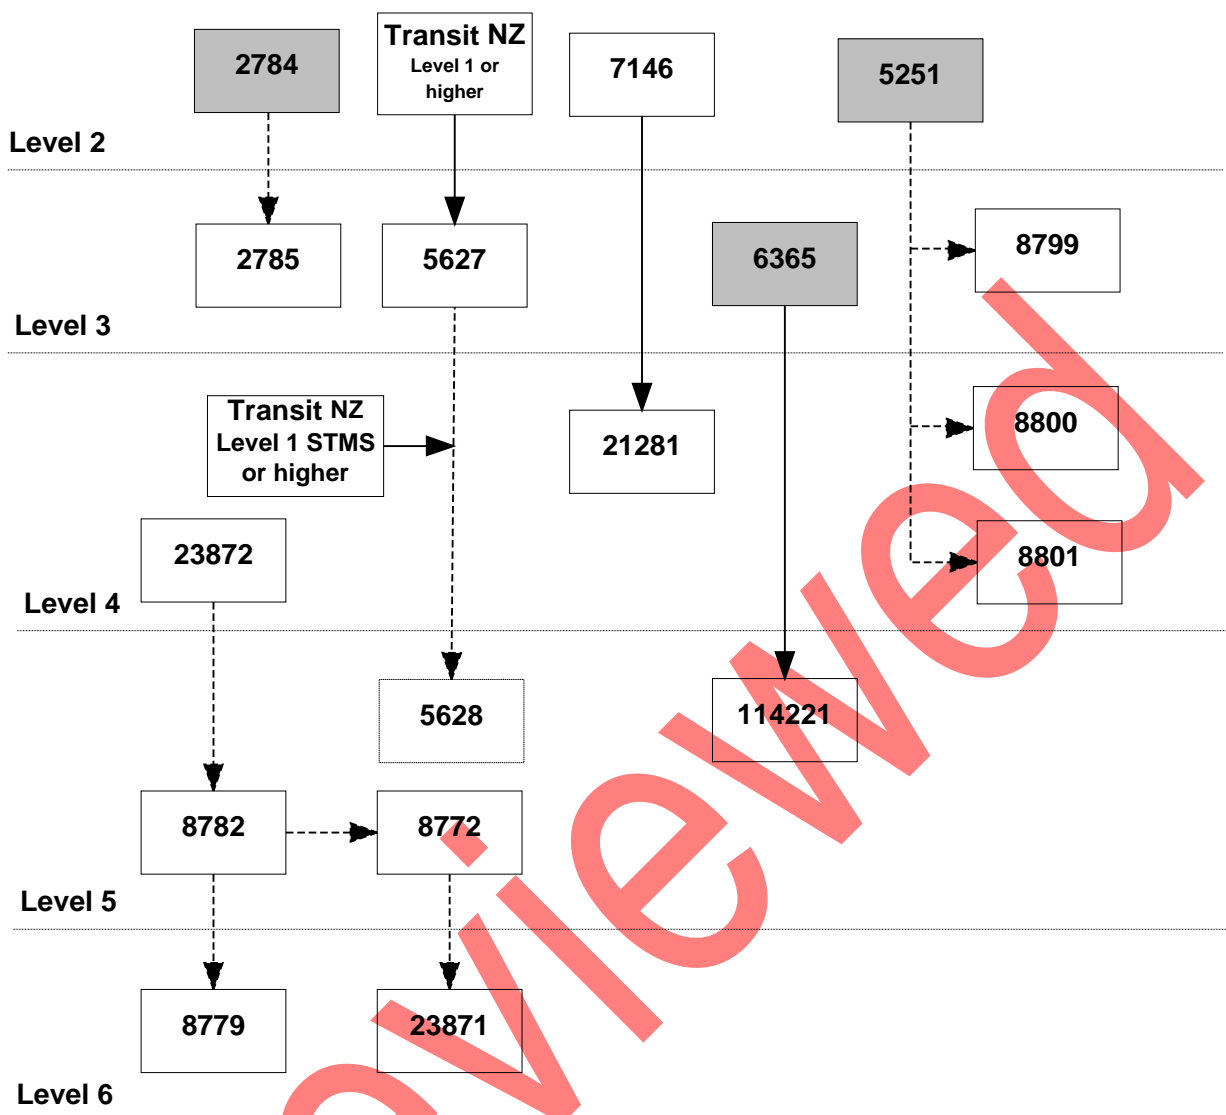 2784
Transit NZ
Level 1 or
higher
7146
5251
Level 2
2785
5627
6365
8799
Level 3
Transit NZ
Level 1 STMS
or higher
21281
8800
23872
8801
Level 4
5628
114221
8782
8772
Level 5
8779
23871
Level 6